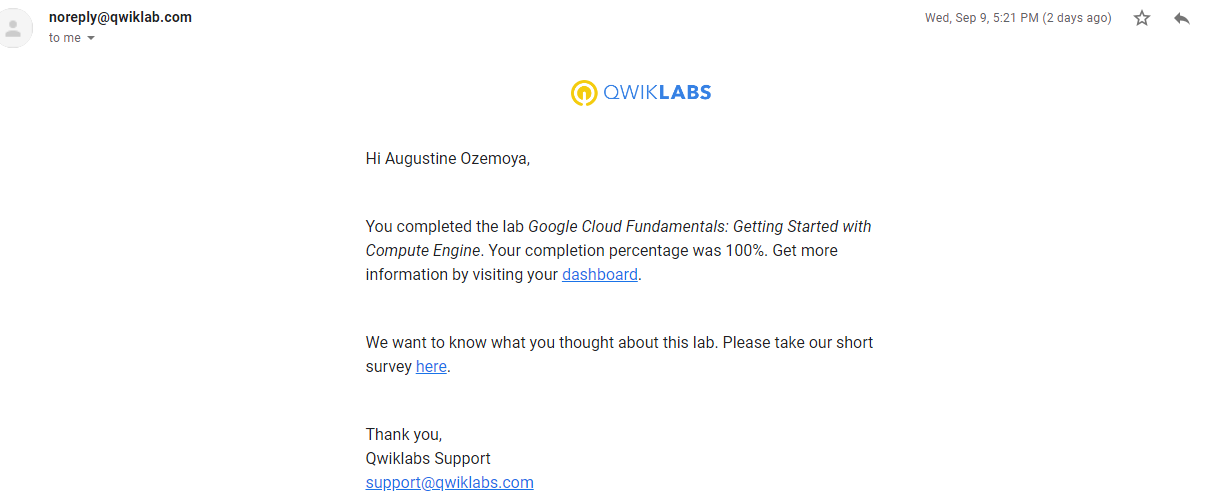 noreply@qwiklab.com
Wed, Sep 9, 5:21 PM (2 days ago)
to me
QWIKLABS
Hi Augustine Ozemoya,
You completed the lab Google Cloud Fundamentals: Getting Started with
Compute Engine. Your completion percentage was 100%. Get more
information by visiting your dashboard.
We want to know what you thought about this lab. Please take our short
survey here.
Thank you,
Qwiklabs Support
support@qwiklabs.com